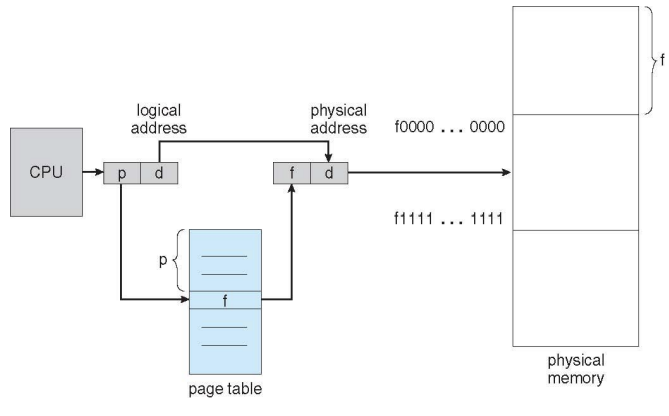 f
logical
address
physical
address
f0000 ... 0000
CPU
p
d
f
d
f1111 ... 1111
p
f
page table
physical
memory